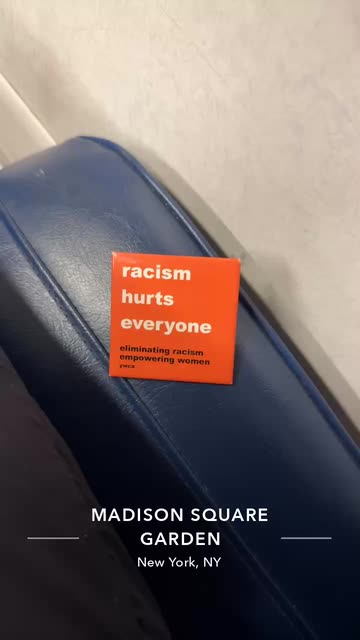 racism
hurts
everyone
eliminating racism
empowering women
ywca
MADISON SQUARE
GARDEN
New York, NY